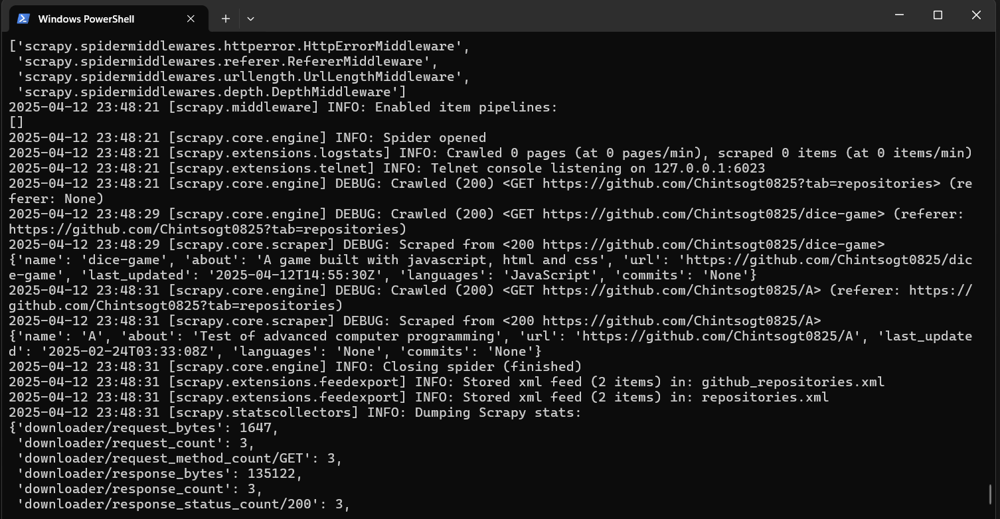 Windows PowerShell
['scrapy.spidermiddlewares.httperror.HttpErrorMiddleware',
 'scrapy.spidermiddlewares.referer.RefererMiddleware',
 'scrapy.spidermiddlewares.urllength.UrlLengthMiddleware',
 'scrapy.spidermiddlewares.depth.DepthMiddleware']
2025-04-12 23:48:21 [scrapy.middleware] INFO: Enabled item pipelines:
[]
2025-04-12 23:48:21 [scrapy.core.engine] INFO: Spider opened
2025-04-12 23:48:21 [scrapy.extensions.logstats] INFO: Crawled 0 pages (at 0 pages/min), scraped 0 items (at 0 items/min)
2025-04-12 23:48:21 [scrapy.extensions.telnet] INFO: Telnet console listening on 127.0.0.1:6023
2025-04-12 23:48:21 [scrapy.core.engine] DEBUG: Crawled (200) <GET https://github.com/Chintsogt0825?tab=repositories> (re
ferer: None)
2025-04-12 23:48:29 [scrapy.core.engine] DEBUG: Crawled (200) <GET https://github.com/Chintsogt0825/dice-game> (referer:
https://github.com/Chintsogt0825?tab=repositories)
2025-04-12 23:48:29 [scrapy.core.scraper] DEBUG: Scraped from <200 https://github.com/Chintsogt0825/dice-game>
{'name': 'dice-game', 'about': 'A game built with javascript, html and css', 'url': 'https://github.com/Chintsogt0825/dic
e-game', 'last_updated': '2025-04-12T14:55:30Z', 'languages': 'JavaScript', 'commits': 'None'}
2025-04-12 23:48:31 [scrapy.core.engine] DEBUG: Crawled (200) <GET https://github.com/Chintsogt0825/A> (referer: https://
github.com/Chintsogt0825?tab=repositories)
2025-04-12 23:48:31 [scrapy.core.scraper] DEBUG: Scraped from <200 https://github.com/Chintsogt0825/A>
{'name': 'A', 'about': 'Test of advanced computer programming', 'url': 'https://github.com/Chintsogt0825/A', 'last_update
d': '2025-02-24T03:33:08Z', 'languages': 'None', 'commits': 'None'}
2025-04-12 23:48:31 [scrapy.core.engine] INFO: Closing spider (finished)
2025-04-12 23:48:31 [scrapy.extensions.feedexport] INFO: Stored xml feed (2 items) in: github_repositories.xml
2025-04-12 23:48:31 [scrapy.extensions.feedexport] INFO: Stored xml feed (2 items) in: repositories.xml
2025-04-12 23:48:31 [scrapy.statscollectors] INFO: Dumping Scrapy stats:
{'downloader/request_bytes': 1647,
 'downloader/request_count': 3,
 'downloader/request_method_count/GET': 3,
 'downloader/response_bytes': 135122,
 'downloader/response_count': 3,
 'downloader/response_status_count/200': 3,